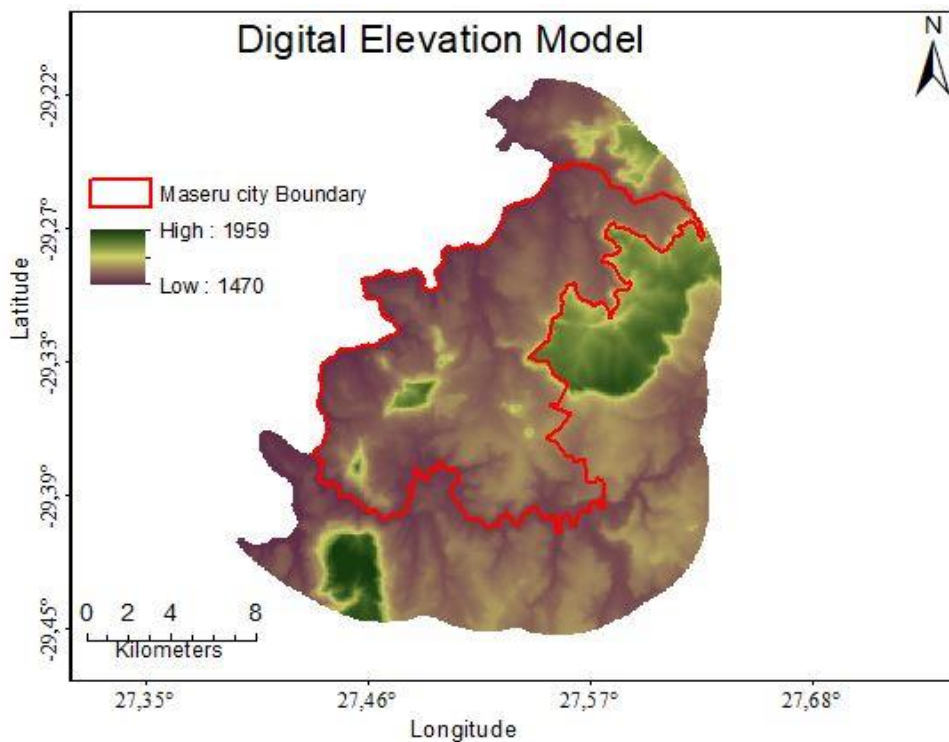 Digital Elevation Model
N
Maseru city Boundary
High : 1959
Low : 1470
Latitude
-29,22°
-29,27°
-29,33°
-29,39°
-29,45°
0 2 4 8
Kilometers
27,35°
27,46°
27,57°
27,68°
Longitude